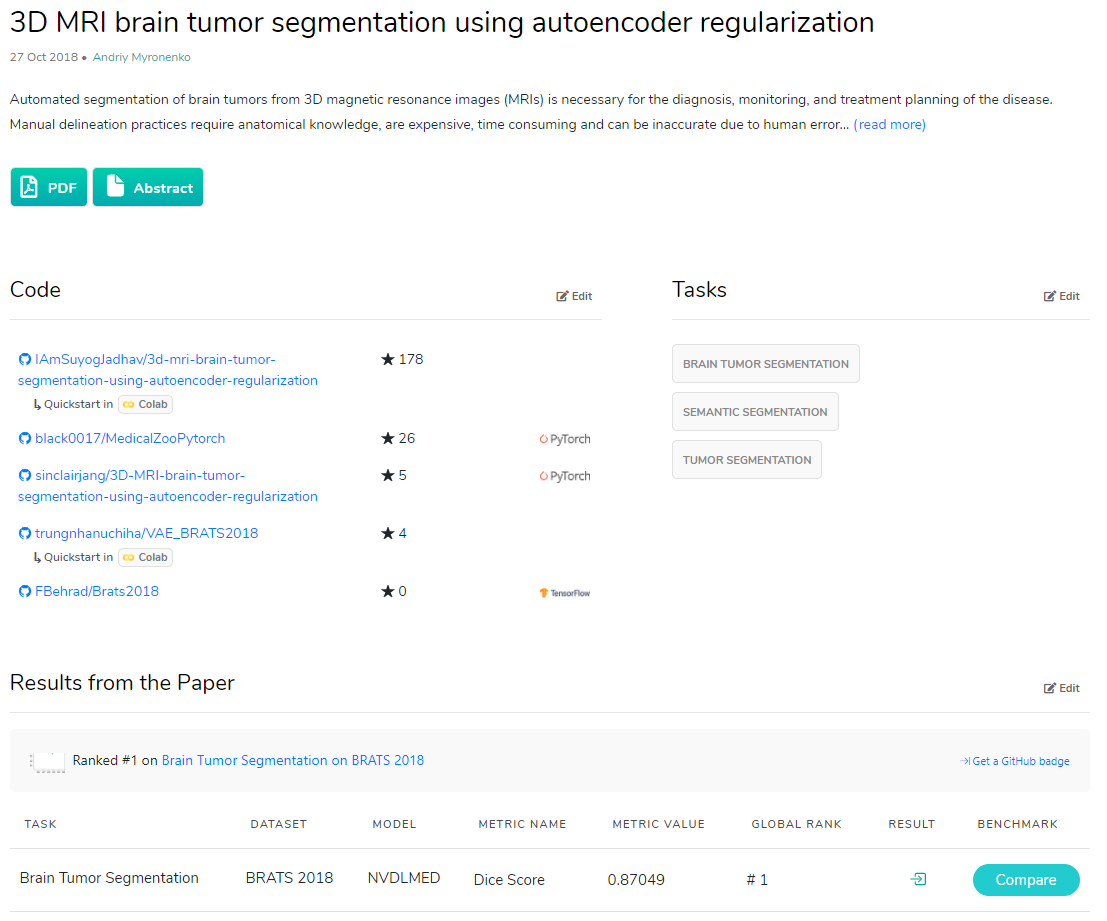 3D MRI brain tumor segmentation using autoencoder regularization
27 Oct 2018 • Andriy Myronenko
Automated segmentation of brain tumors from 3D magnetic resonance images (MRIs) is necessary for the diagnosis, monitoring, and treatment planning of the disease.
Manual delineation practices require anatomical knowledge, are expensive, time consuming and can be inaccurate due to human error... (read more)
PDF Abstract
Code Edit
IAmSuyogJadhav/3d-mri-brain-tumor- 178
segmentation-using-autoencoder-regularization
Quickstart in Colab
black0017/MedicalZooPytorch 26 PyTorch
sinclairjang/3D-MRI-brain-tumor- 5 PyTorch
segmentation-using-autoencoder-regularization
trungnhanuchiha/VAE_BRATS2018 4
Quickstart in Colab
FBehrad/Brats2018 0 TensorFlow
Tasks Edit
BRAIN TUMOR SEGMENTATION
SEMANTIC SEGMENTATION
TUMOR SEGMENTATION
Results from the Paper Edit
Ranked #1 on Brain Tumor Segmentation on BRATS 2018 Get a GitHub badge
TASK DATASET MODEL METRIC NAME METRIC VALUE GLOBAL RANK RESULT BENCHMARK
Brain Tumor Segmentation BRATS 2018 NVDLMED Dice Score 0.87049 # 1 Compare